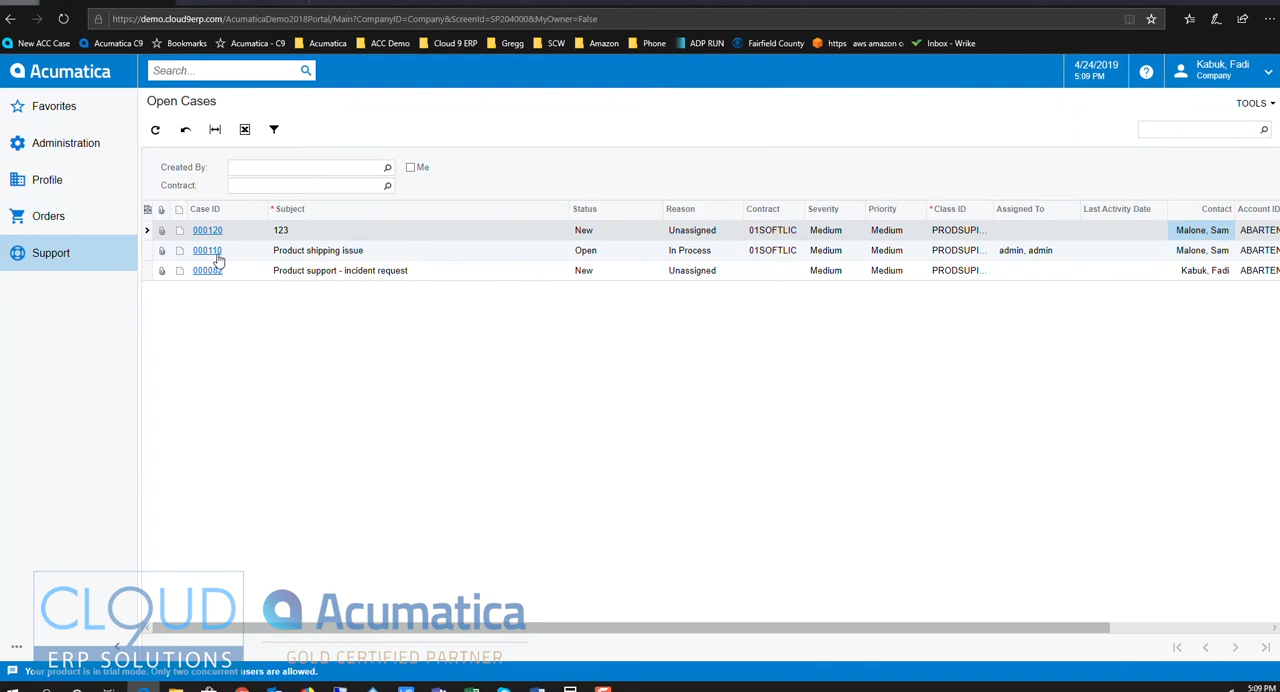 https://demo.cloud9erp.com/AcumaticaDemo2018Portal/Main?CompanyID=Company&ScreenId=SP204000&MyOwner=False
New ACC Case Acumatica C9 Bookmarks Acumatica - C9 Acumatica ACC Demo Cloud 9 ERP Gregg SCW Amazon Phone ADP RUN Fairfield County https aws amazon c Inbox - Wrike
Acumatica Search... 4/24/2019 5:09 PM Kabuk, Fadi Company
Favorites
Administration
Profile
Orders
Support
Open Cases
TOOLS
Created By: Me
Contract:
Case ID * Subject Status Reason Contract Severity Priority * Class ID Assigned To Last Activity Date Contact Account ID
000120 123 New Unassigned 01SOFTLIC Medium Medium PRODSUPI... Malone, Sam ABARTEN
000110 Product shipping issue Open In Process 01SOFTLIC Medium Medium PRODSUPI... admin, admin Malone, Sam ABARTEN
000082 Product support - incident request New Unassigned Medium Medium PRODSUPI... Kabuk, Fadi ABARTEN
CLOUD9
ERP SOLUTIONS
Acumatica
GOLD CERTIFIED PARTNER
Your product is in trial mode. Only two concurrent users are allowed.
5:09 PM